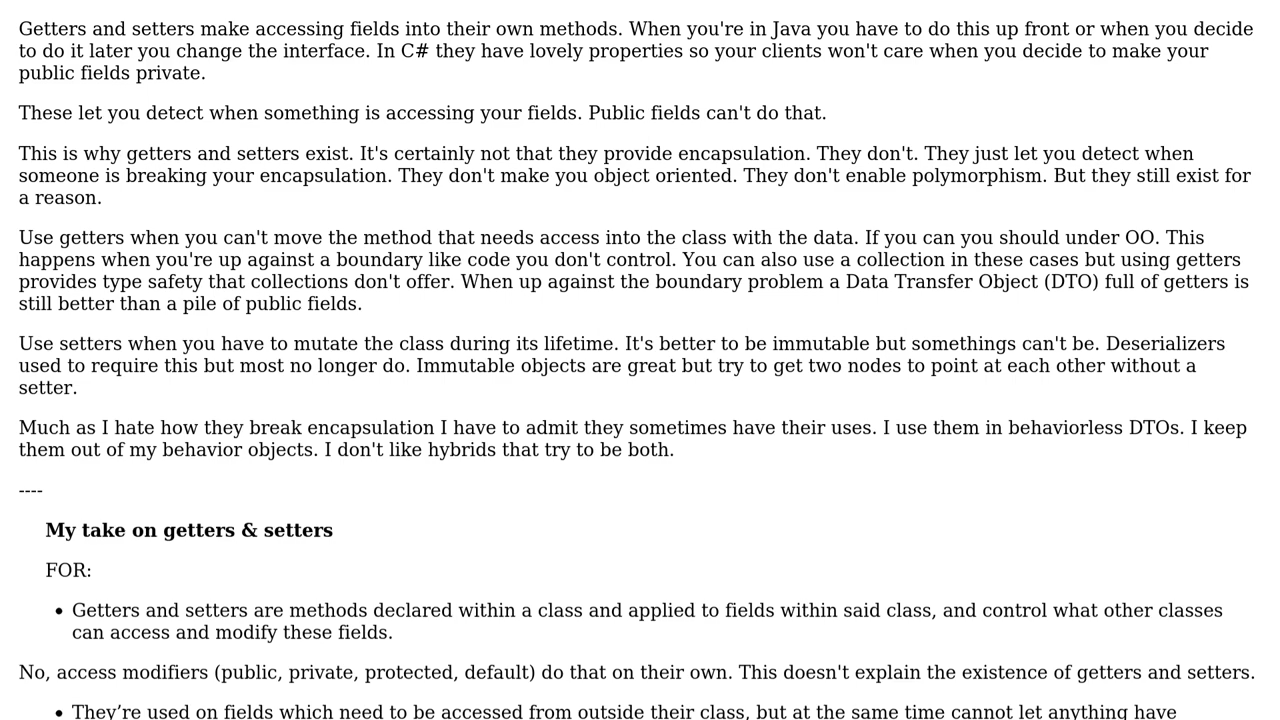 Getters and setters make accessing fields into their own methods. When you're in Java you have to do this up front or when you decide
to do it later you change the interface. In C# they have lovely properties so your clients won't care when you decide to make your
public fields private.
These let you detect when something is accessing your fields. Public fields can't do that.
This is why getters and setters exist. It's certainly not that they provide encapsulation. They don't. They just let you detect when
someone is breaking your encapsulation. They don't make you object oriented. They don't enable polymorphism. But they still exist for
a reason.
Use getters when you can't move the method that needs access into the class with the data. If you can you should under OO. This
happens when you're up against a boundary like code you don't control. You can also use a collection in these cases but using getters
provides type safety that collections don't offer. When up against the boundary problem a Data Transfer Object (DTO) full of getters is
still better than a pile of public fields.
Use setters when you have to mutate the class during its lifetime. It's better to be immutable but somethings can't be. Deserializers
used to require this but most no longer do. Immutable objects are great but try to get two nodes to point at each other without a
setter.
Much as I hate how they break encapsulation I have to admit they sometimes have their uses. I use them in behaviorless DTOs. I keep
them out of my behavior objects. I don't like hybrids that try to be both.
----
My take on getters & setters
FOR:
• Getters and setters are methods declared within a class and applied to fields within said class, and control what other classes
can access and modify these fields.
No, access modifiers (public, private, protected, default) do that on their own. This doesn't explain the existence of getters and setters.
• They’re used on fields which need to be accessed from outside their class, but at the same time cannot let anything have